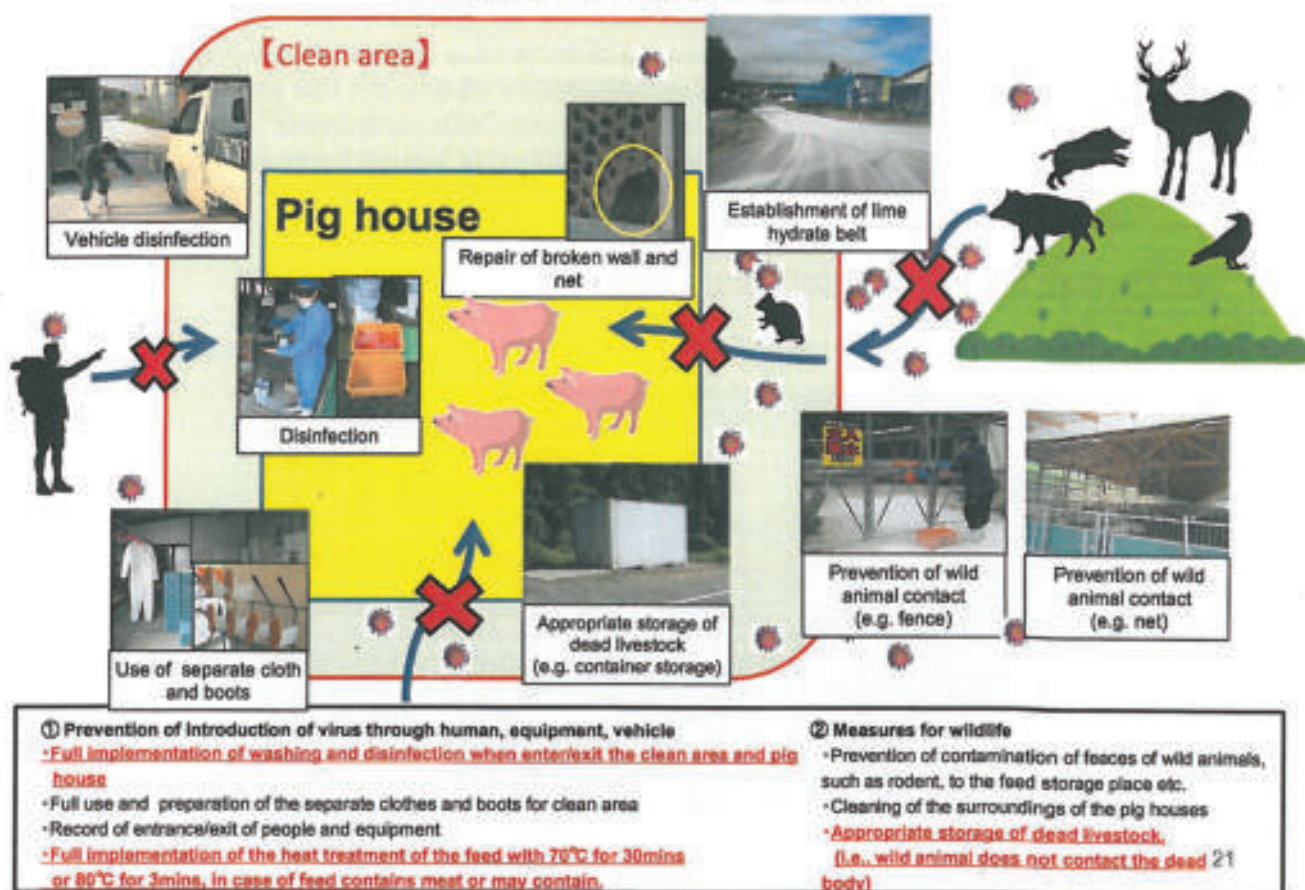 【Clean area】
Vehicle disinfection
Pig house
Repair of broken wall and
net
Establishment of lime
hydrate belt
Disinfection
Use of separate cloth
and boots
Appropriate storage of
dead livestock
(e.g. container storage)
Prevention of wild
animal contact
(e.g. fence)
Prevention of wild
animal contact
(e.g. net)
① Prevention of Introduction of virus through human, equipment, vehicle
・Full implementation of washing and disinfection when enter/exit the clean area and pig
house
・Full use and preparation of the separate clothes and boots for clean area
・Record of entrance/exit of people and equipment
・Full implementation of the heat treatment of the feed with 70℃ for 30mins
or 80℃ for 3mins, in case of feed contains meat or may contain.
② Measures for wildlife
・Prevention of contamination of feaces of wild animals,
such as rodent, to the feed storage place etc.
・Cleaning of the surroundings of the pig houses
・Appropriate storage of dead livestock.
(i.e., wild animal does not contact the dead
body)
21